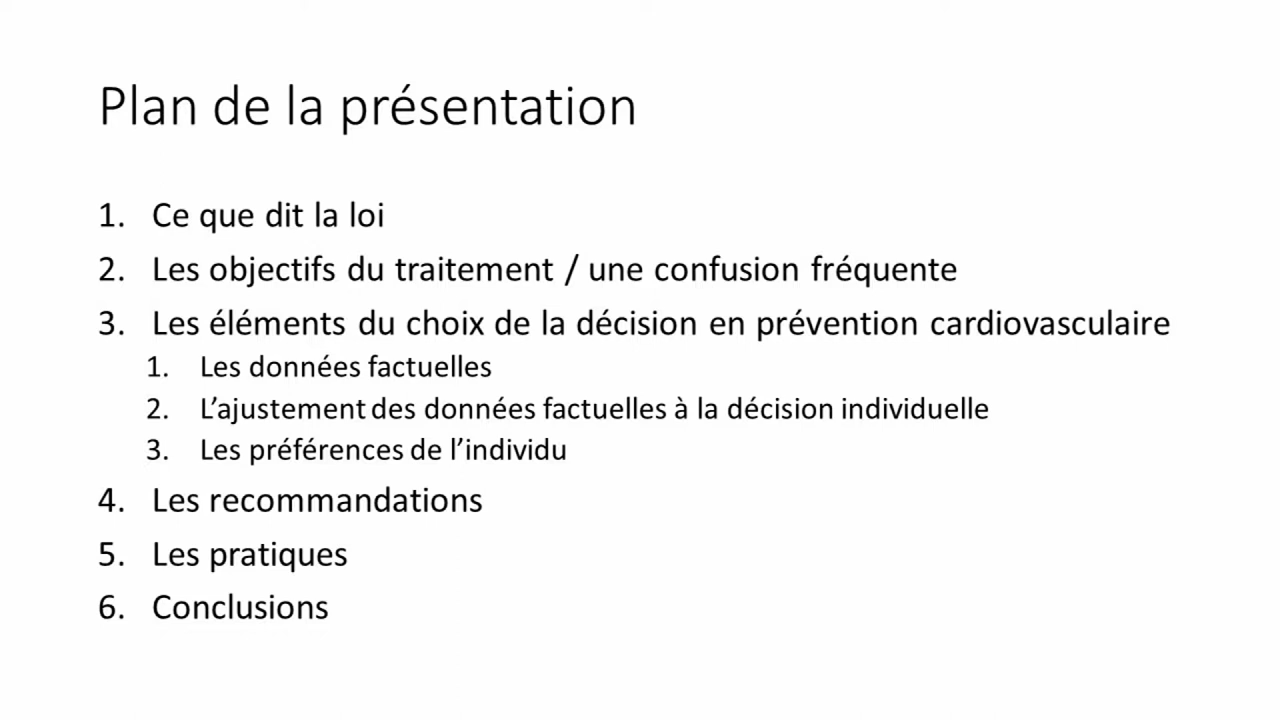 Plan de la présentation
1. Ce que dit la loi
2. Les objectifs du traitement / une confusion fréquente
3. Les éléments du choix de la décision en prévention cardiovasculaire
1. Les données factuelles
2. L’ajustement des données factuelles à la décision individuelle
3. Les préférences de l’individu
4. Les recommandations
5. Les pratiques
6. Conclusions